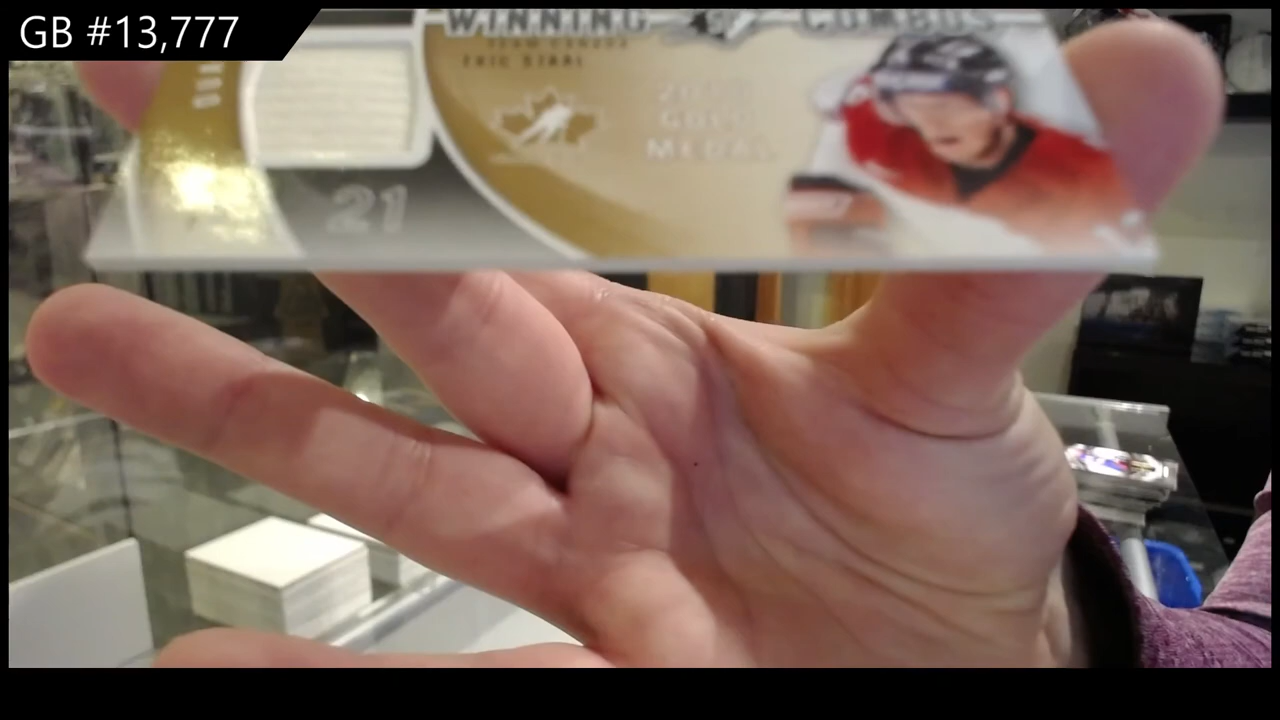 GB #13,777
WINNING COMBOS
TEAM CANADA
ERIC STAAL
GOLD
MEDAL
21